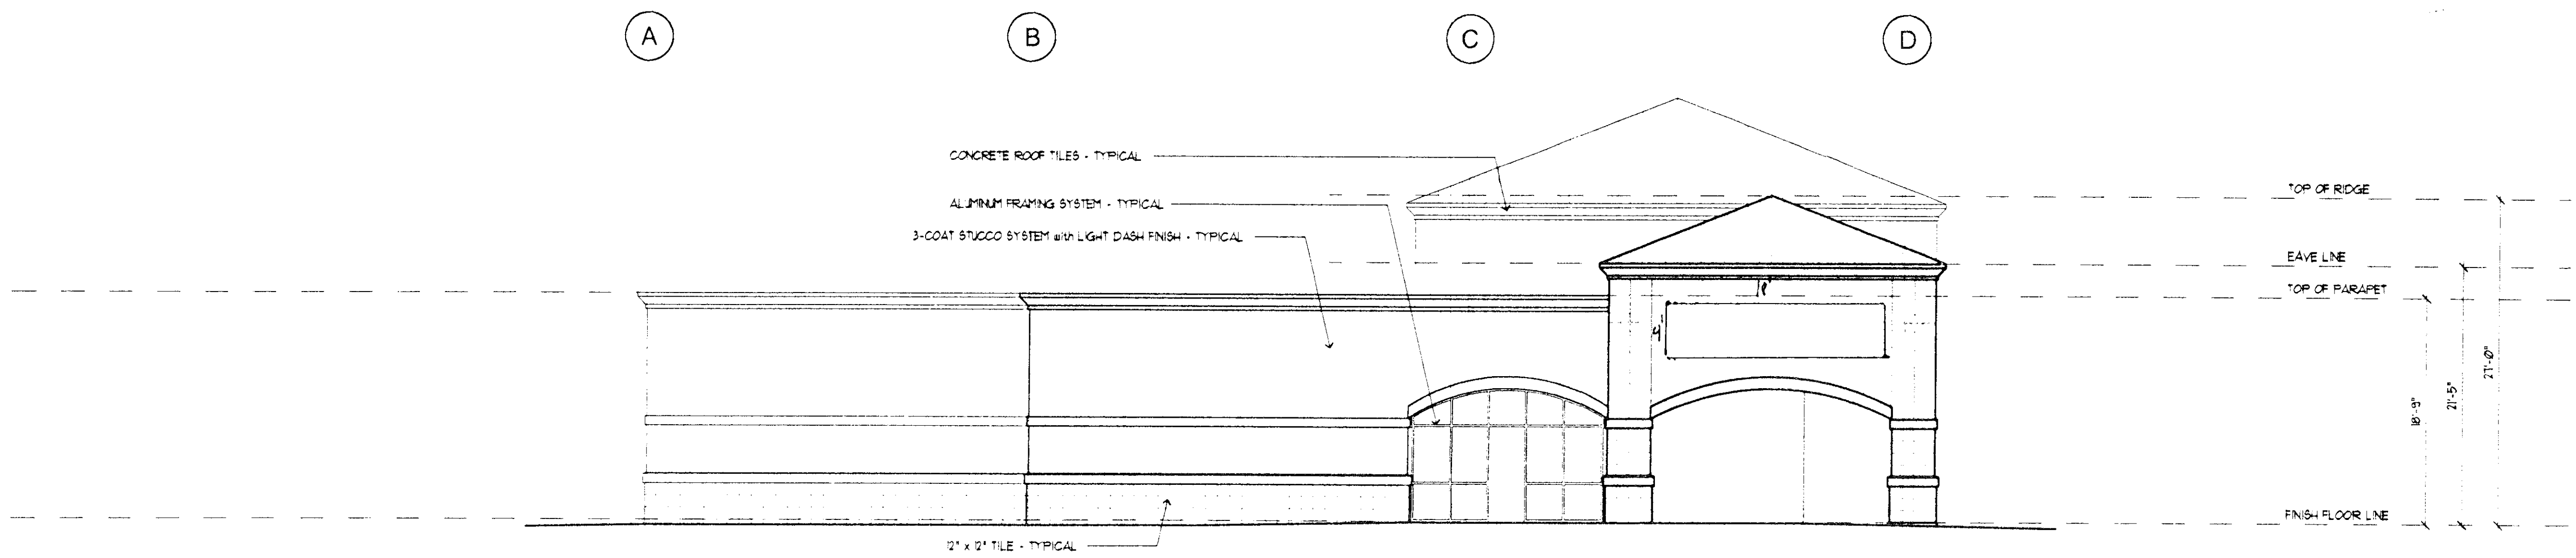 A
B
C
D
CONCRETE ROOF TILES - TYPICAL
TOP OF RIDGE
ALUMINUM FRAMING SYSTEM - TYPICAL
3-COAT STUCCO SYSTEM with LIGHT DASH FINISH - TYPICAL
EAVE LINE
TOP OF PARAPET
4'
27'-0"
21'-5"
18'-9"
FINISH FLOOR LINE
12" x 12" TILE - TYPICAL